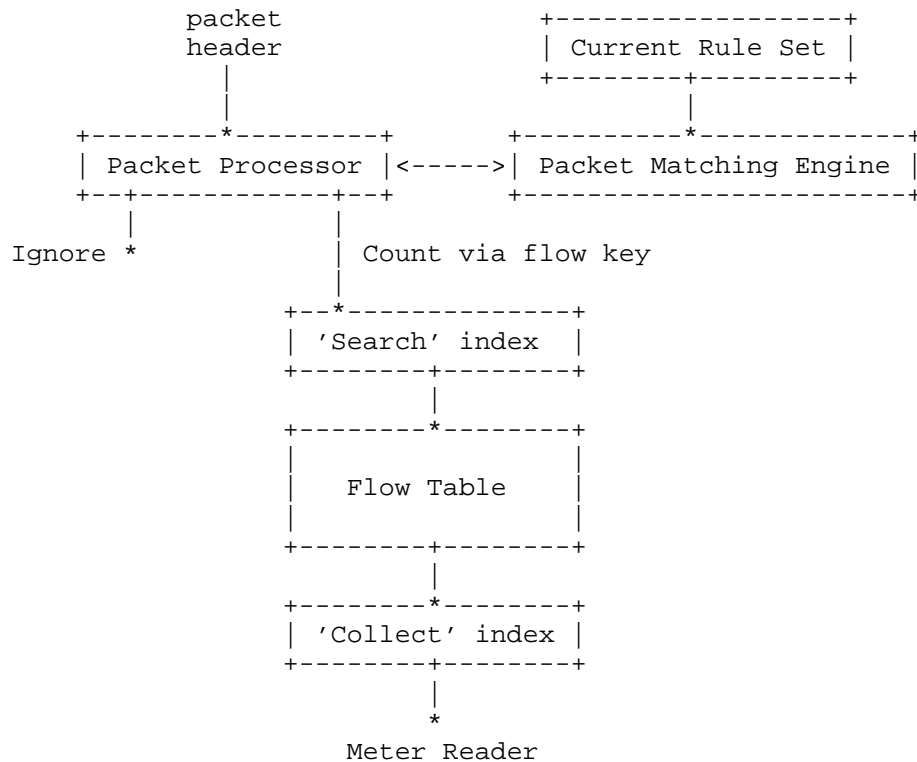 packet                     +------------------+
header                     | Current Rule Set |
  |                        +--------+---------+
  |                                 |
+--------*---------+       +-----------*-------------+
| Packet Processor |<----->| Packet Matching Engine |
+--+------------+--+       +-------------------------+
   |            |
Ignore *        | Count via flow key
                |
             +--*--------------+
             | 'Search' index  |
             +--------+--------+
                      |
             +--------*--------+
             |                 |
             |   Flow Table    |
             |                 |
             +--------+--------+
                      |
             +--------*--------+
             | 'Collect' index |
             +--------+--------+
                      |
                      *
                 Meter Reader